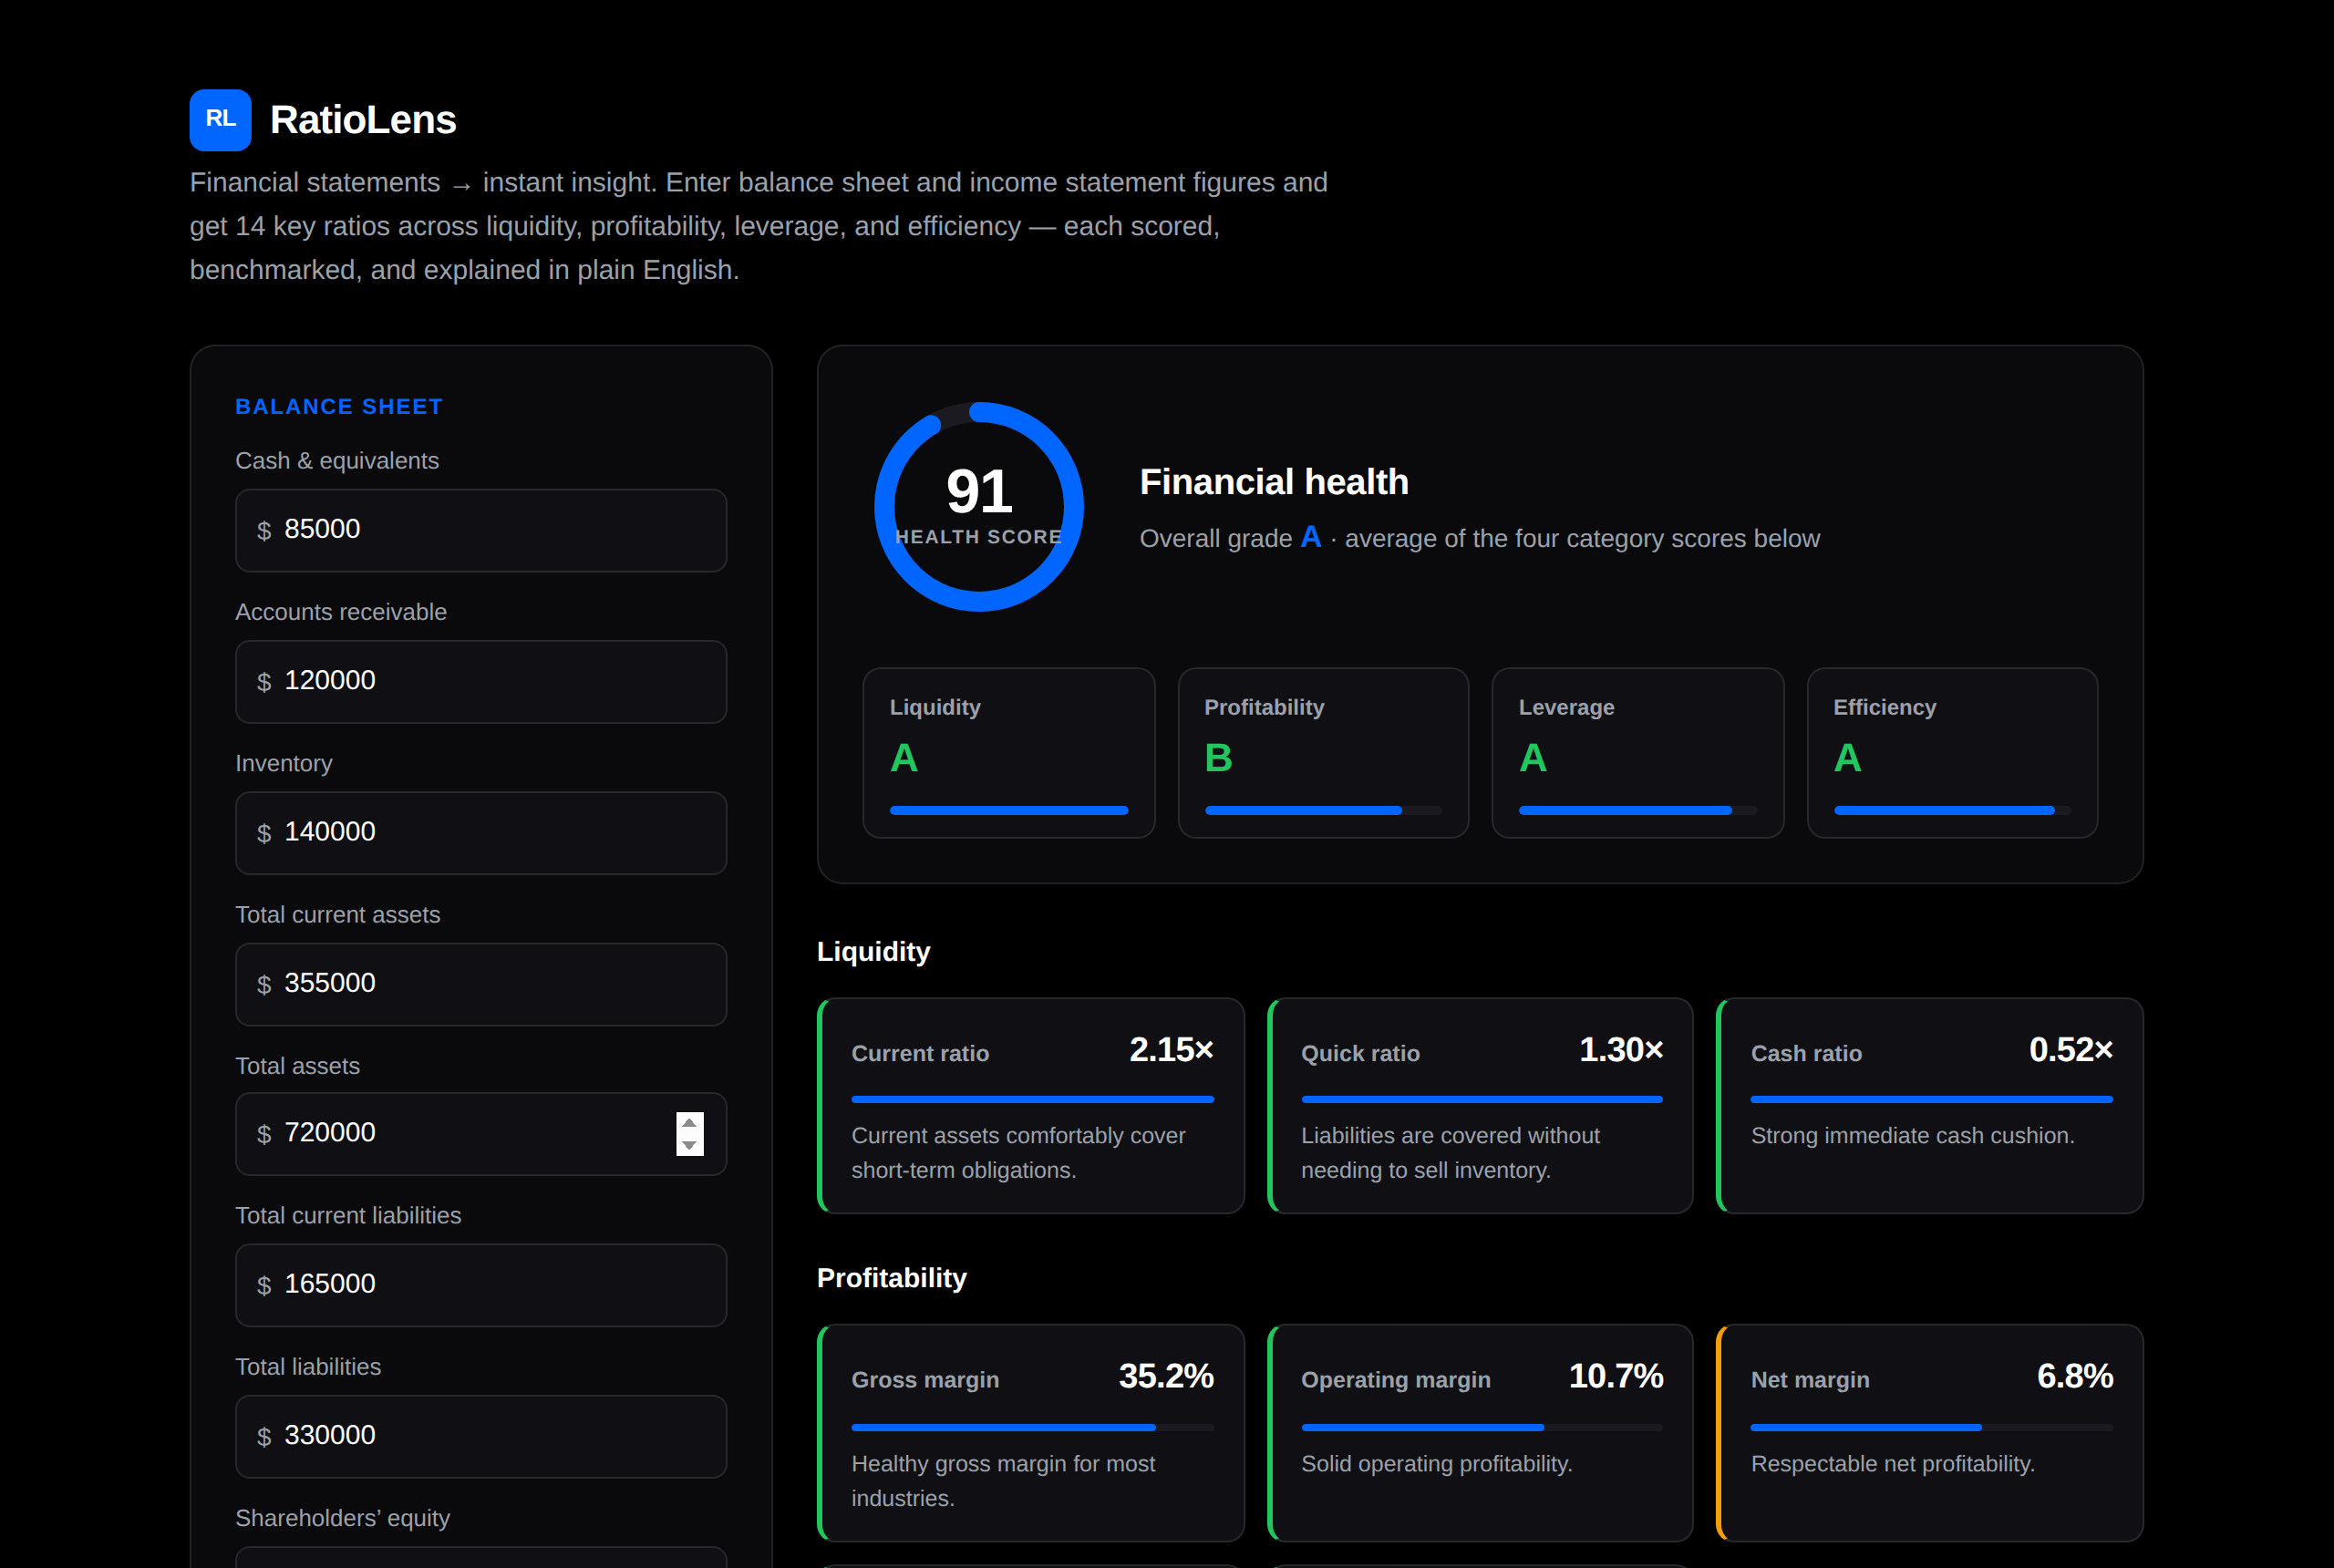 RL
RatioLens
Financial statements → instant insight. Enter balance sheet and income statement figures and
get 14 key ratios across liquidity, profitability, leverage, and efficiency — each scored,
benchmarked, and explained in plain English.
BALANCE SHEET
Cash & equivalents
$ 85000
Accounts receivable
$ 120000
Inventory
$ 140000
Total current assets
$ 355000
Total assets
$ 720000
Total current liabilities
$ 165000
Total liabilities
$ 330000
Shareholders’ equity
91
HEALTH SCORE
Financial health
Overall grade A · average of the four category scores below
Liquidity
A
Profitability
B
Leverage
A
Efficiency
A
Liquidity
Current ratio 2.15×
Current assets comfortably cover
short-term obligations.
Quick ratio 1.30×
Liabilities are covered without
needing to sell inventory.
Cash ratio 0.52×
Strong immediate cash cushion.
Profitability
Gross margin 35.2%
Healthy gross margin for most
industries.
Operating margin 10.7%
Solid operating profitability.
Net margin 6.8%
Respectable net profitability.